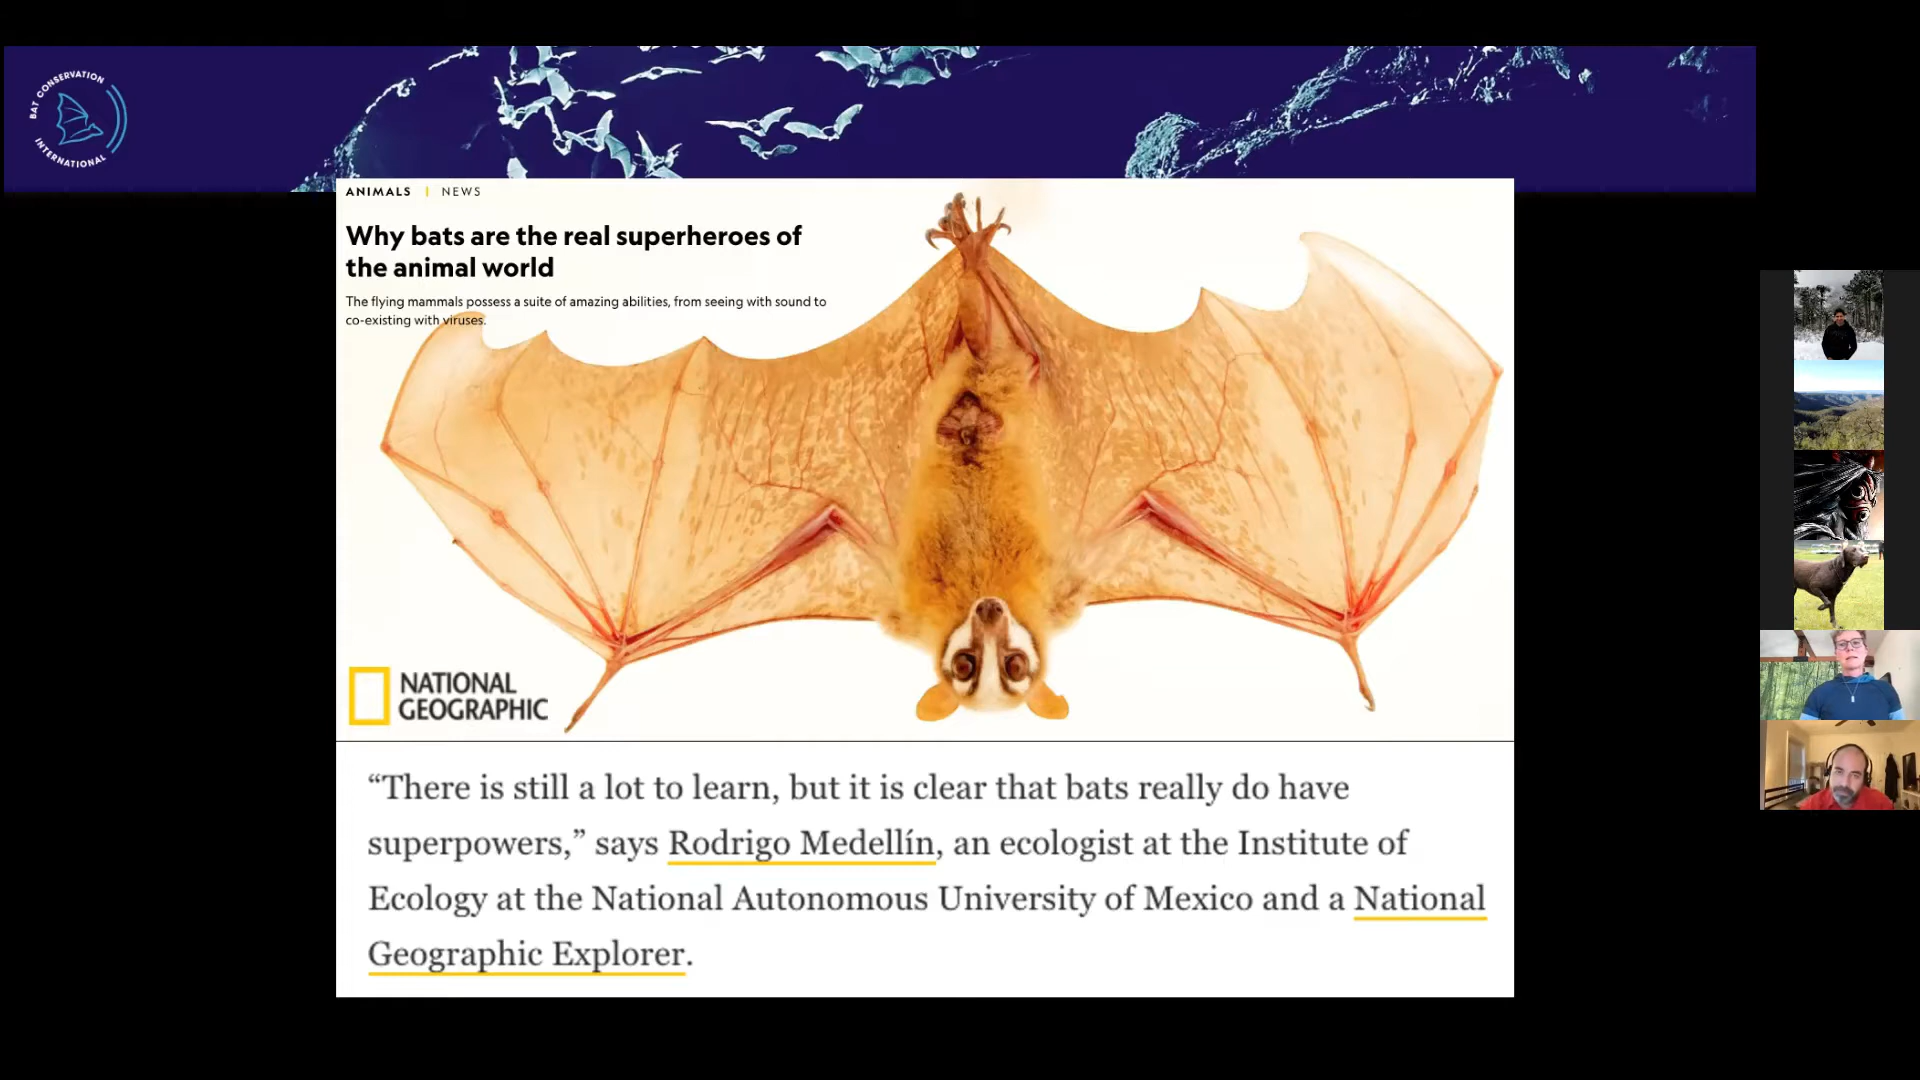 BAT CONSERVATION
INTERNATIONAL
ANIMALS | NEWS
Why bats are the real superheroes of
the animal world
The flying mammals possess a suite of amazing abilities, from seeing with sound to
co-existing with viruses.
NATIONAL
GEOGRAPHIC
“There is still a lot to learn, but it is clear that bats really do have
superpowers,” says Rodrigo Medellín, an ecologist at the Institute of
Ecology at the National Autonomous University of Mexico and a National
Geographic Explorer.